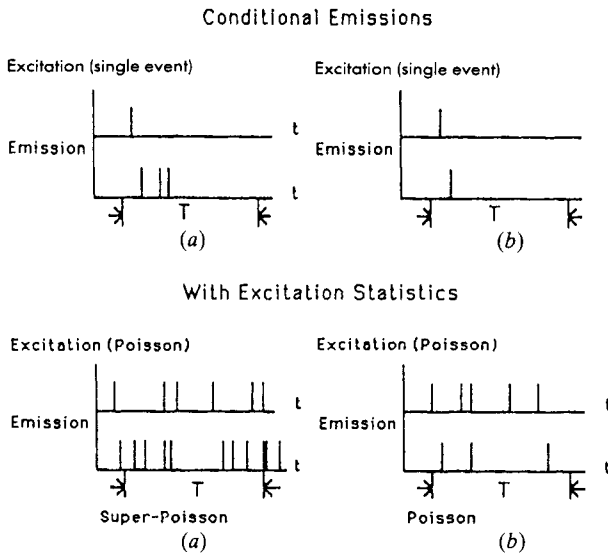 Conditional Emissions
Excitation (single event)
t
Emission
t
T
(a)
Excitation (single event)
Emission
T
(b)
With Excitation Statistics
Excitation (Poisson)
t
Emission
t
T
Super-Poisson
(a)
Excitation (Poisson)
t
Emission
t
T
Poisson
(b)